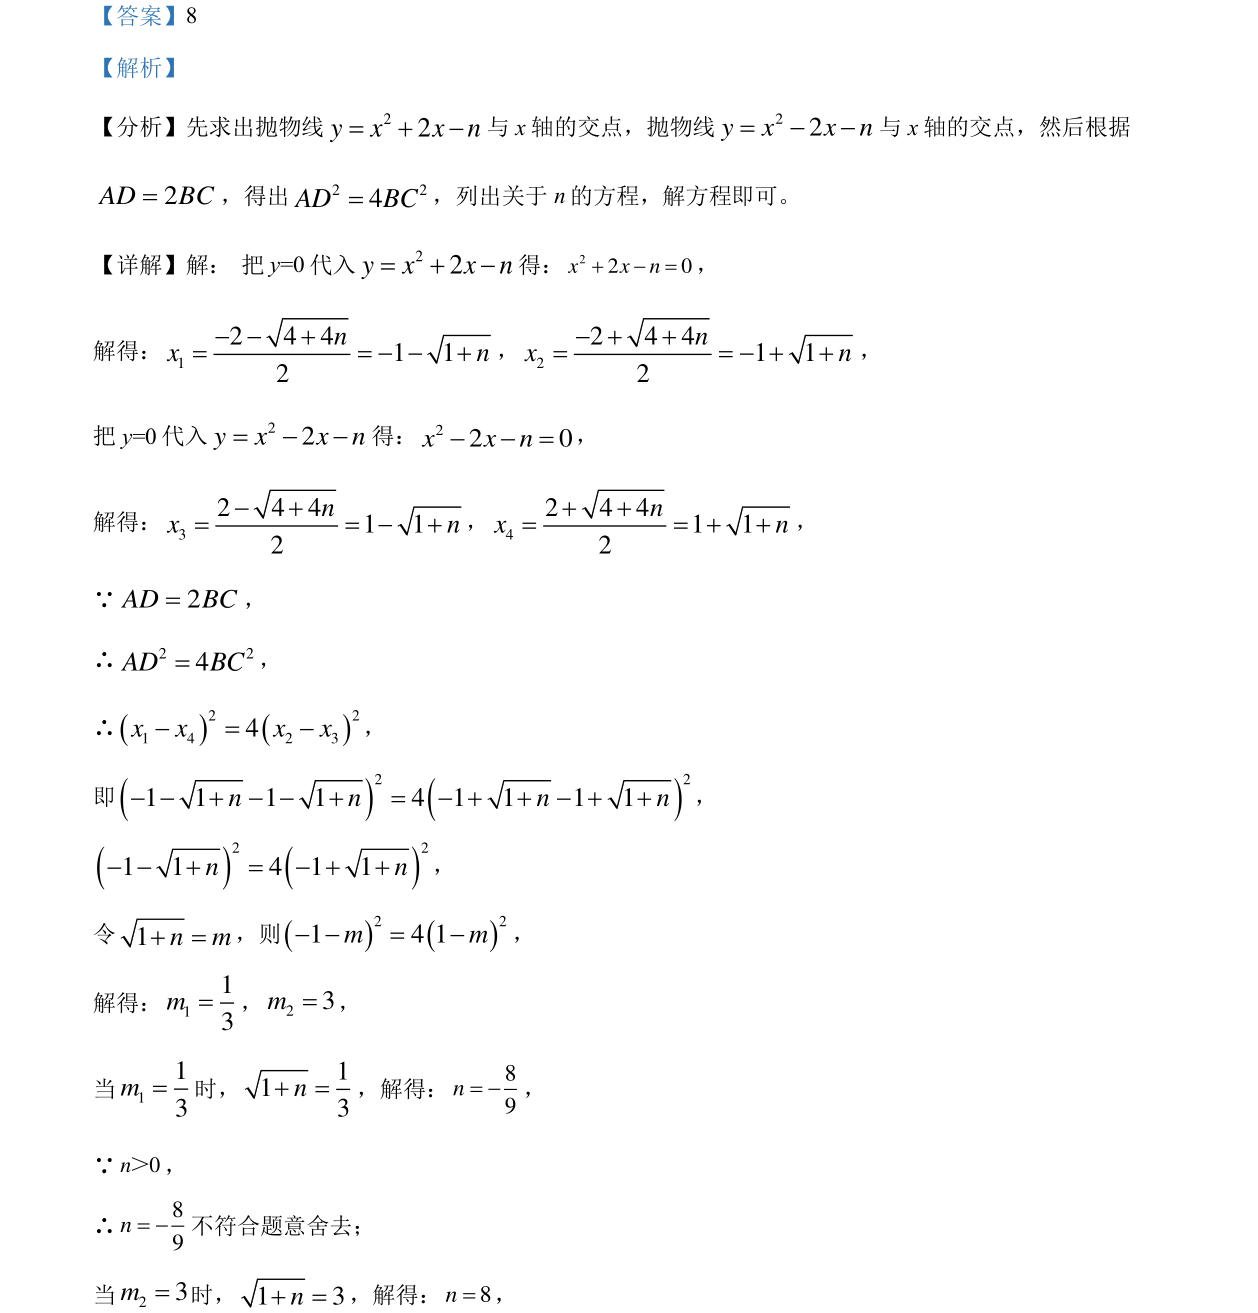 【答案】8
【解析】
【分析】先求出抛物线 y = x² + 2x − n 与 x 轴的交点，抛物线 y = x² − 2x − n 与 x 轴的交点，然后根据
AD = 2BC，得出 AD² = 4BC²，列出关于 n 的方程，解方程即可。
【详解】解： 把 y=0 代入 y = x² + 2x − n 得：x² + 2x − n = 0，
解得：x₁ = (−2 − √(4 + 4n))/2 = −1 − √(1 + n)，x₂ = (−2 + √(4 + 4n))/2 = −1 + √(1 + n)，
把 y=0 代入 y = x² − 2x − n 得：x² − 2x − n = 0，
解得：x₃ = (2 − √(4 + 4n))/2 = 1 − √(1 + n)，x₄ = (2 + √(4 + 4n))/2 = 1 + √(1 + n)，
∵ AD = 2BC，
∴ AD² = 4BC²，
∴ (x₁ − x₄)² = 4(x₂ − x₃)²，
即 (−1 − √(1 + n) − 1 − √(1 + n))² = 4(−1 + √(1 + n) − 1 + √(1 + n))²，
(−1 − √(1 + n))² = 4(−1 + √(1 + n))²，
令 √(1 + n) = m，则 (−1 − m)² = 4(1 − m)²，
解得：m₁ = 1/3，m₂ = 3，
当 m₁ = 1/3 时，√(1 + n) = 1/3，解得：n = −8/9，
∵ n>0，
∴ n = −8/9 不符合题意舍去；
当 m₂ = 3 时，√(1 + n) = 3，解得：n = 8，